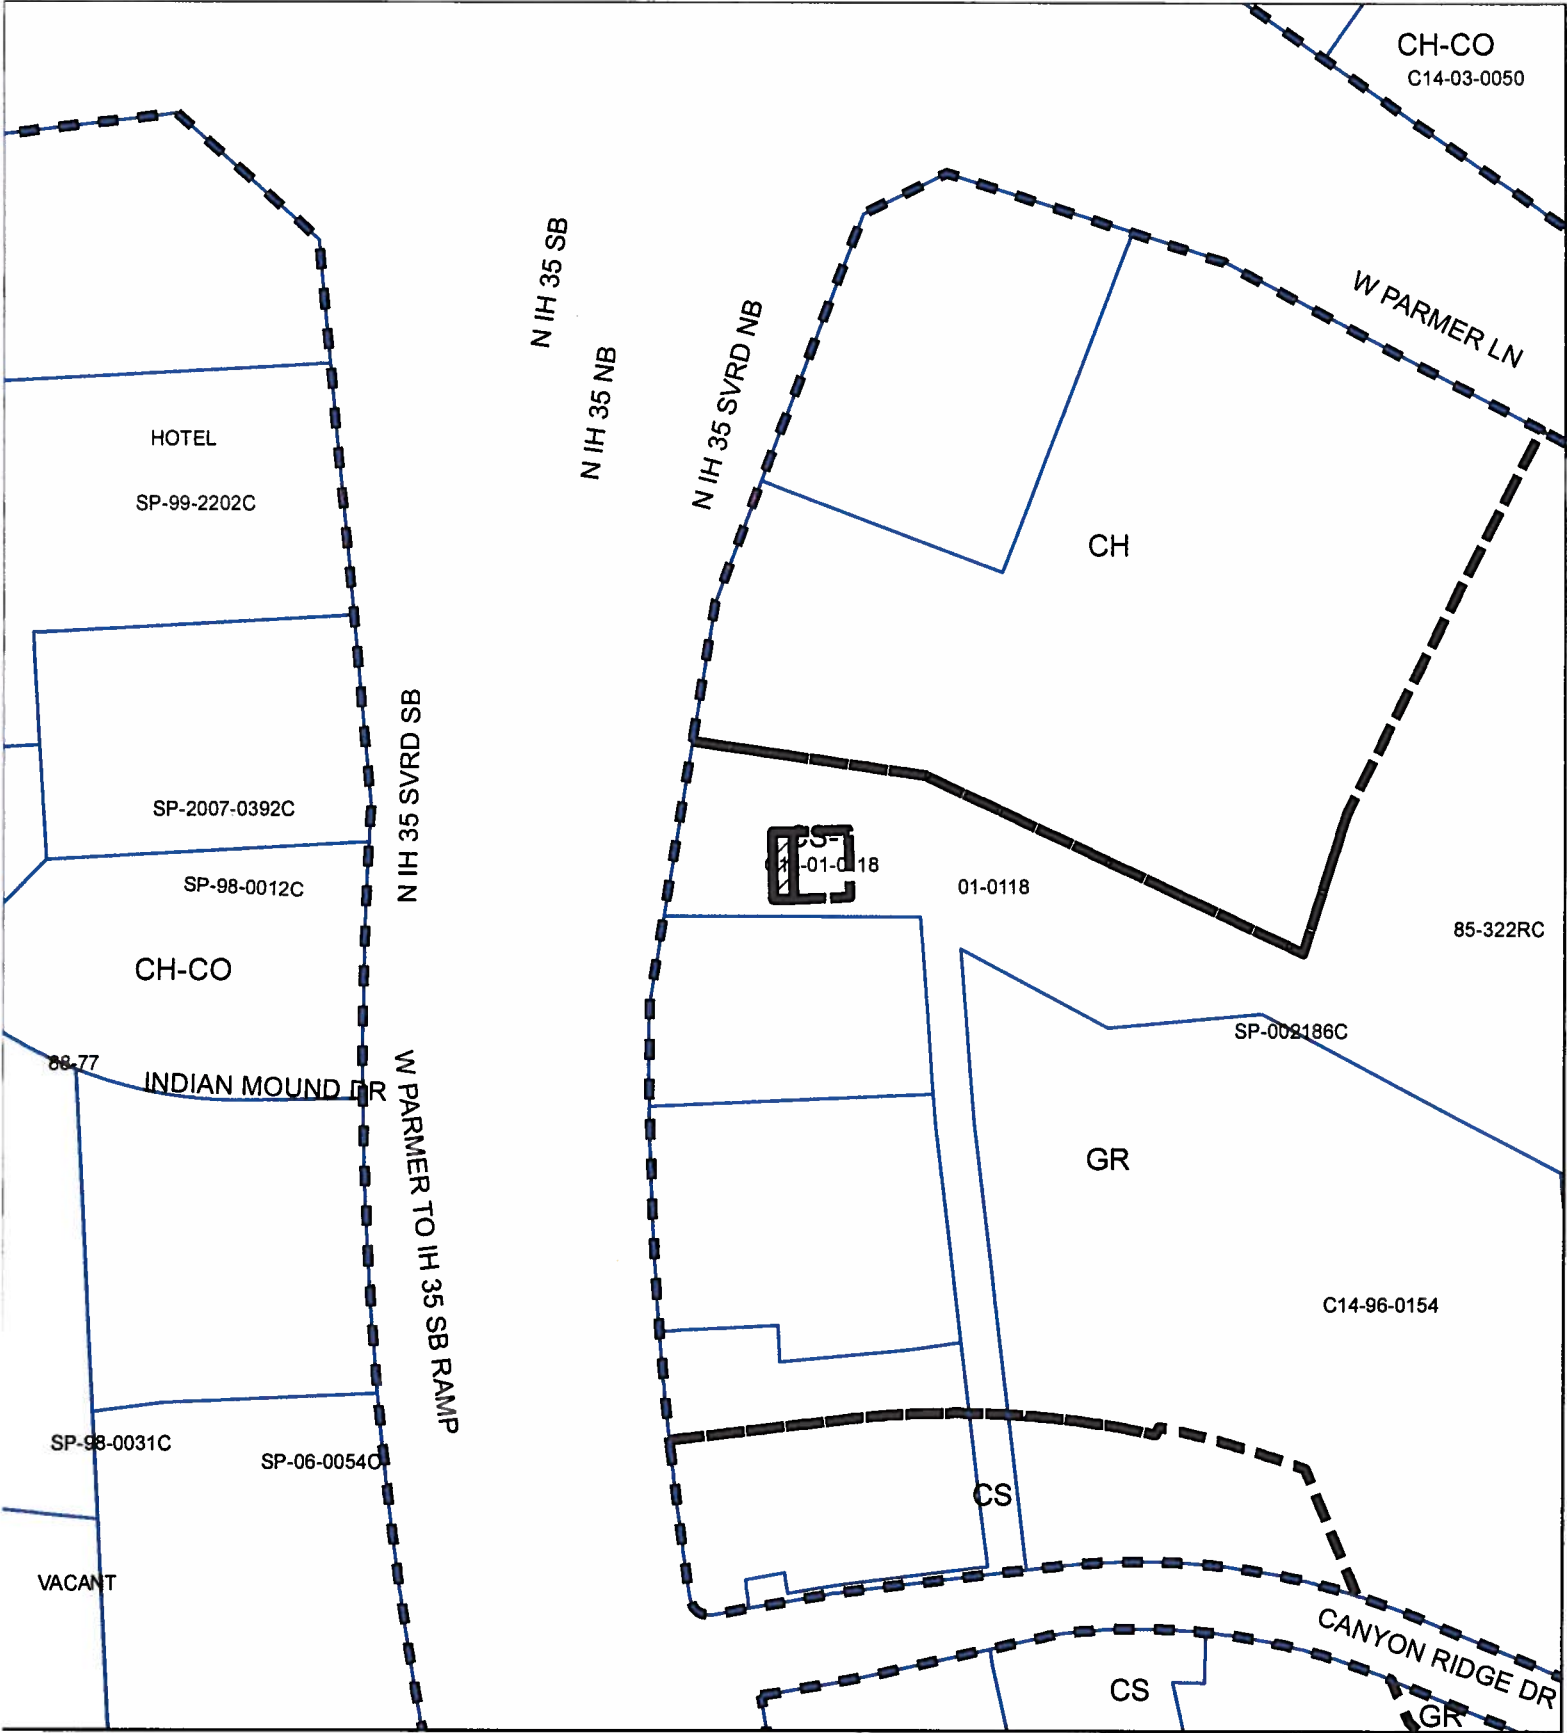 CH-CO
C14-03-0050
N IH 35 SB
W PARMER LN
N IH 35 SVRD NB
N IH 35 NB
HOTEL
SP-99-2202C
CH
N IH 35 SVRD SB
SP-2007-0392C
SP-98-0012C
01-0118
85-322RC
CH-CO
SP-002186C
88-77
INDIAN MOUND DR
W PARMER TO IH 35 SB RAMP
GR
C14-96-0154
SP-98-0031C
SP-06-0054C
CS
VACANT
CANYON RIDGE DR
CS
GR